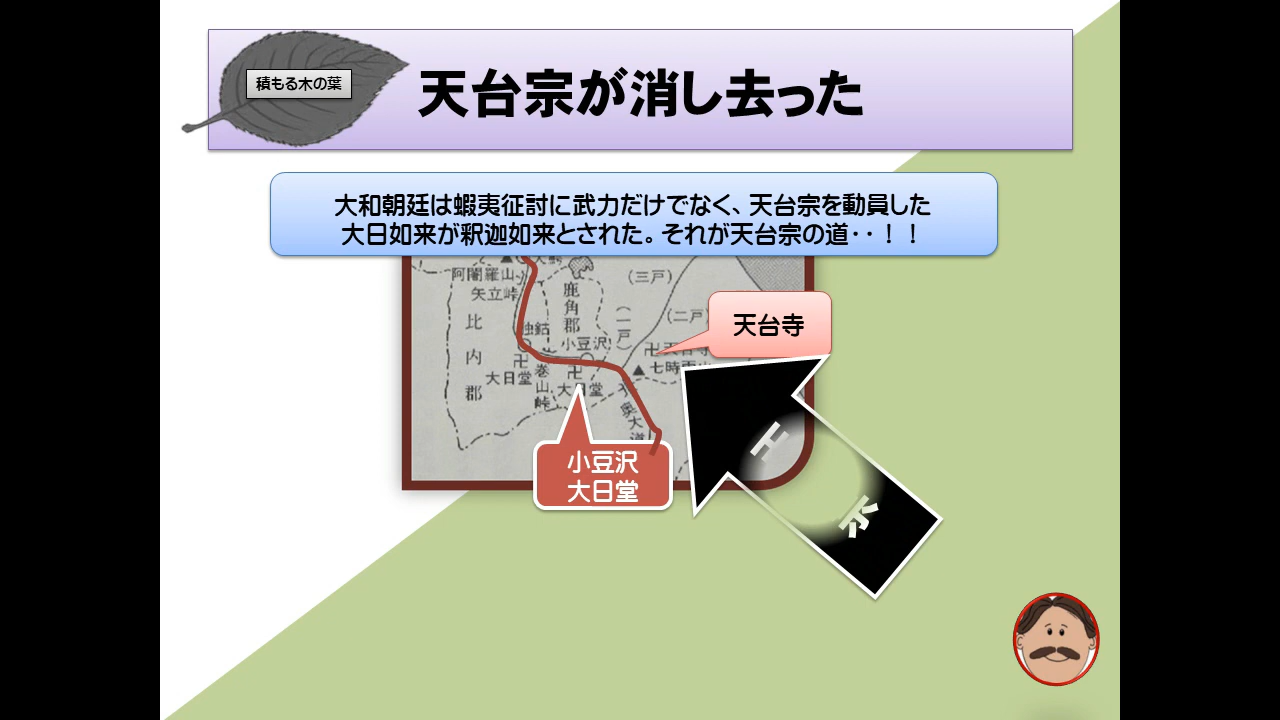 積もる木の葉
天台宗が消し去った
大和朝廷は蝦夷征討に武力だけでなく、天台宗を動員した
大日如来が釈迦如来とされた。それが天台宗の道・・！！
阿闍羅山
(三戸)
矢立峠
鹿角郡
(二戸)
天台寺
比内郡
(一戸)
小豆沢
大日堂
巻山峠
奥大道
小豆沢
大日堂